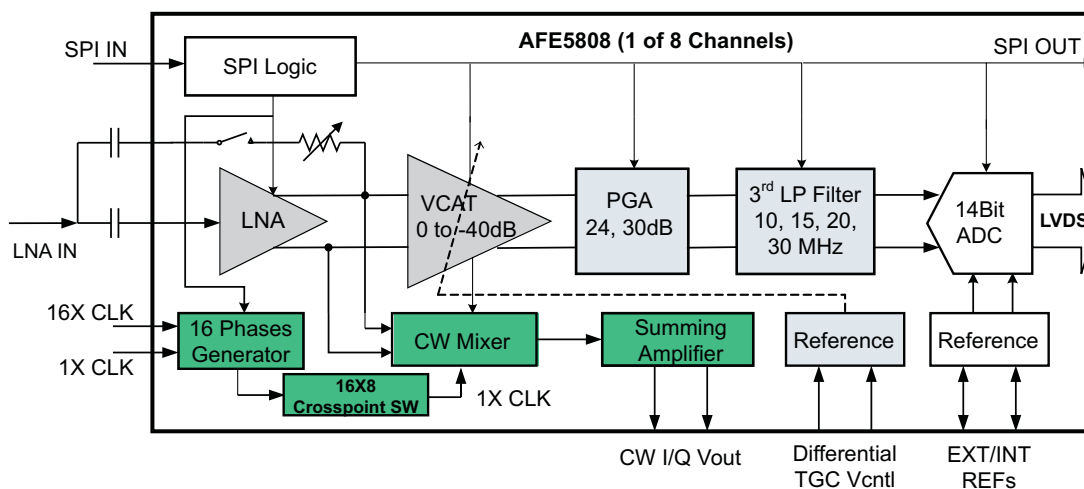 AFE5808 (1 of 8 Channels)
SPI IN
SPI OUT
SPI Logic
LNA
VCAT
0 to -40dB
PGA
24, 30dB
3rd LP Filter
10, 15, 20,
30 MHz
14Bit
ADC
LVDS
LNA IN
16X CLK
1X CLK
16 Phases
Generator
CW Mixer
Summing
Amplifier
Reference
Reference
16X8
Crosspoint SW
1X CLK
CW I/Q Vout
Differential
TGC Vcntl
EXT/INT
REFs